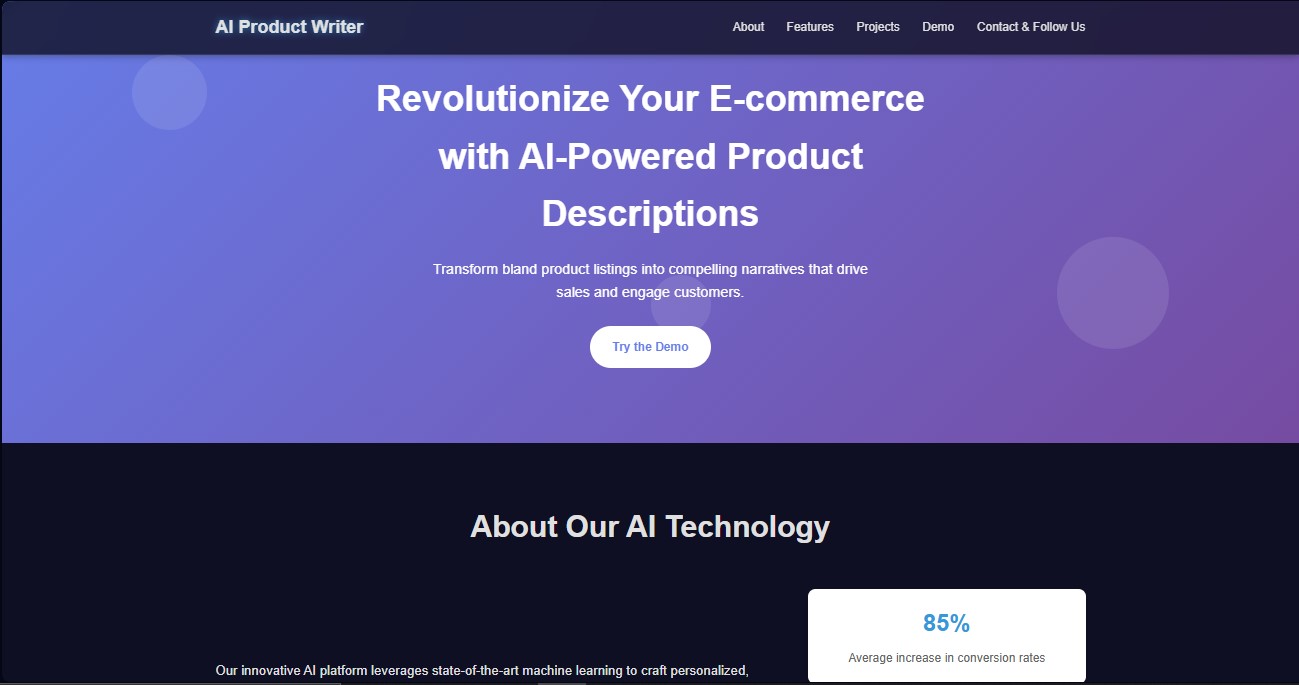 AI Product Writer
About Features Projects Demo Contact & Follow Us
Revolutionize Your E-commerce
with AI-Powered Product
Descriptions
Transform bland product listings into compelling narratives that drive
sales and engage customers.
Try the Demo
About Our AI Technology
85%
Average increase in conversion rates
Our innovative AI platform leverages state-of-the-art machine learning to craft personalized,